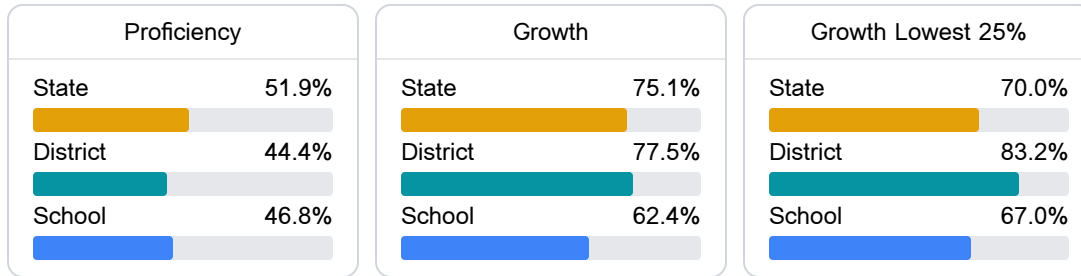 Proficiency
State 51.9%
District 44.4%
School 46.8%
Growth
State 75.1%
District 77.5%
School 62.4%
Growth Lowest 25%
State 70.0%
District 83.2%
School 67.0%